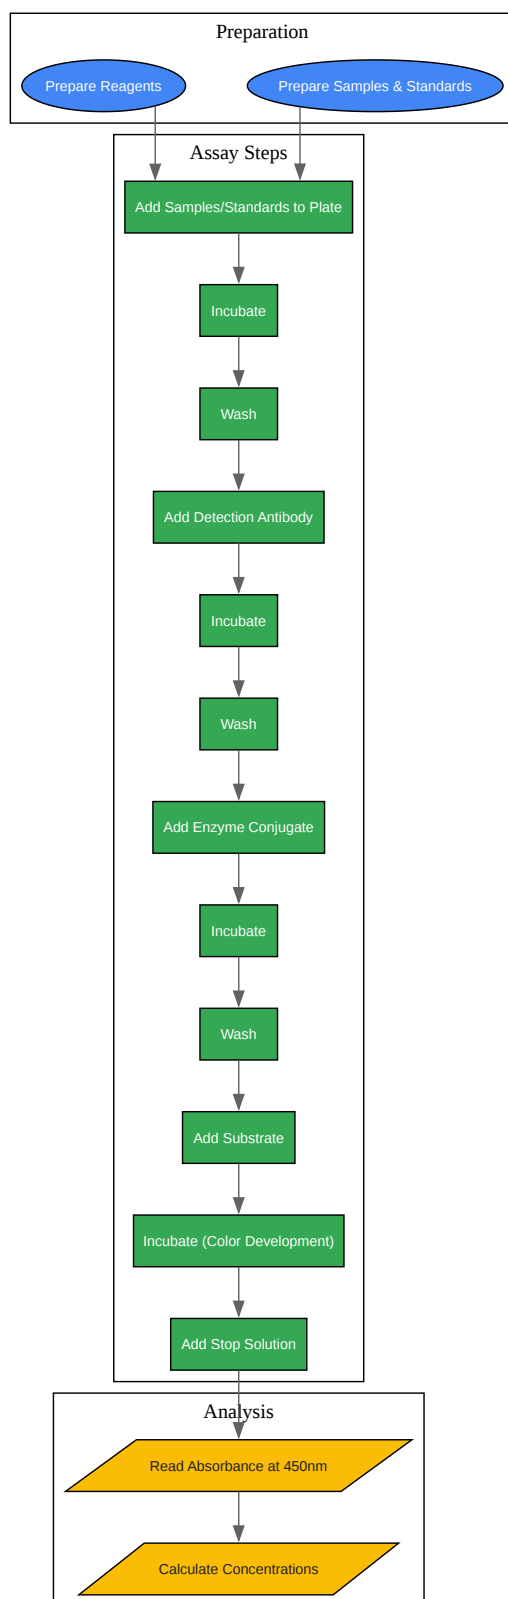 Preparation
Prepare Reagents
Prepare Samples & Standards
Assay Steps
Add Samples/Standards to Plate
Incubate
Wash
Add Detection Antibody
Incubate
Wash
Add Enzyme Conjugate
Incubate
Wash
Add Substrate
Incubate (Color Development)
Add Stop Solution
Analysis
Read Absorbance at 450nm
Calculate Concentrations